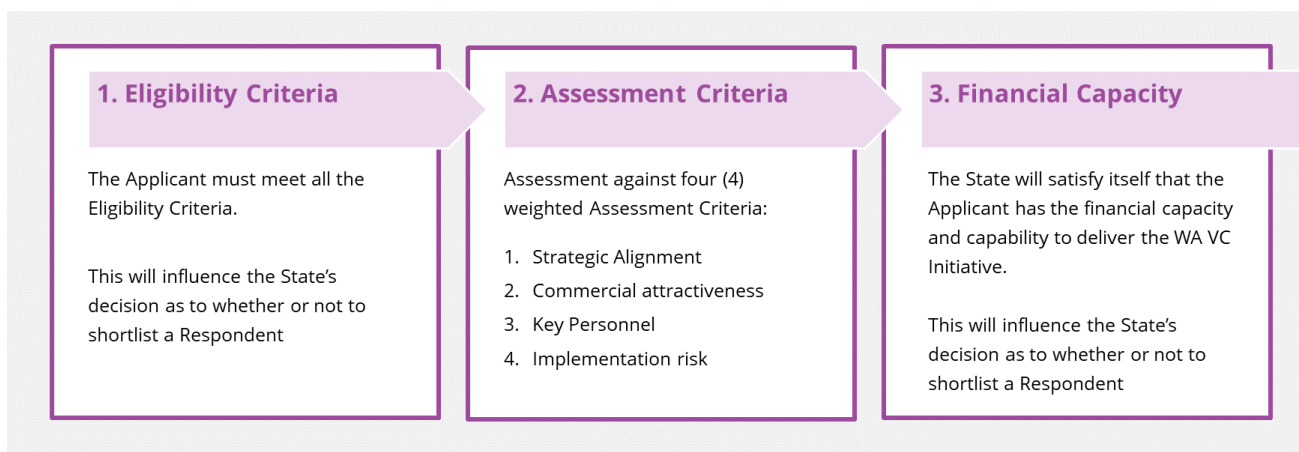 1. Eligibility Criteria
The Applicant must meet all the
Eligibility Criteria.
This will influence the State's
decision as to whether or not to
shortlist a Respondent
2. Assessment Criteria
Assessment against four (4)
weighted Assessment Criteria:
1. Strategic Alignment
2. Commercial attractiveness
3. Key Personnel
4. Implementation risk
3. Financial Capacity
The State will satisfy itself that the
Applicant has the financial capacity
and capability to deliver the WA VC
Initiative.
This will influence the State's
decision as to whether or not to
shortlist a Respondent